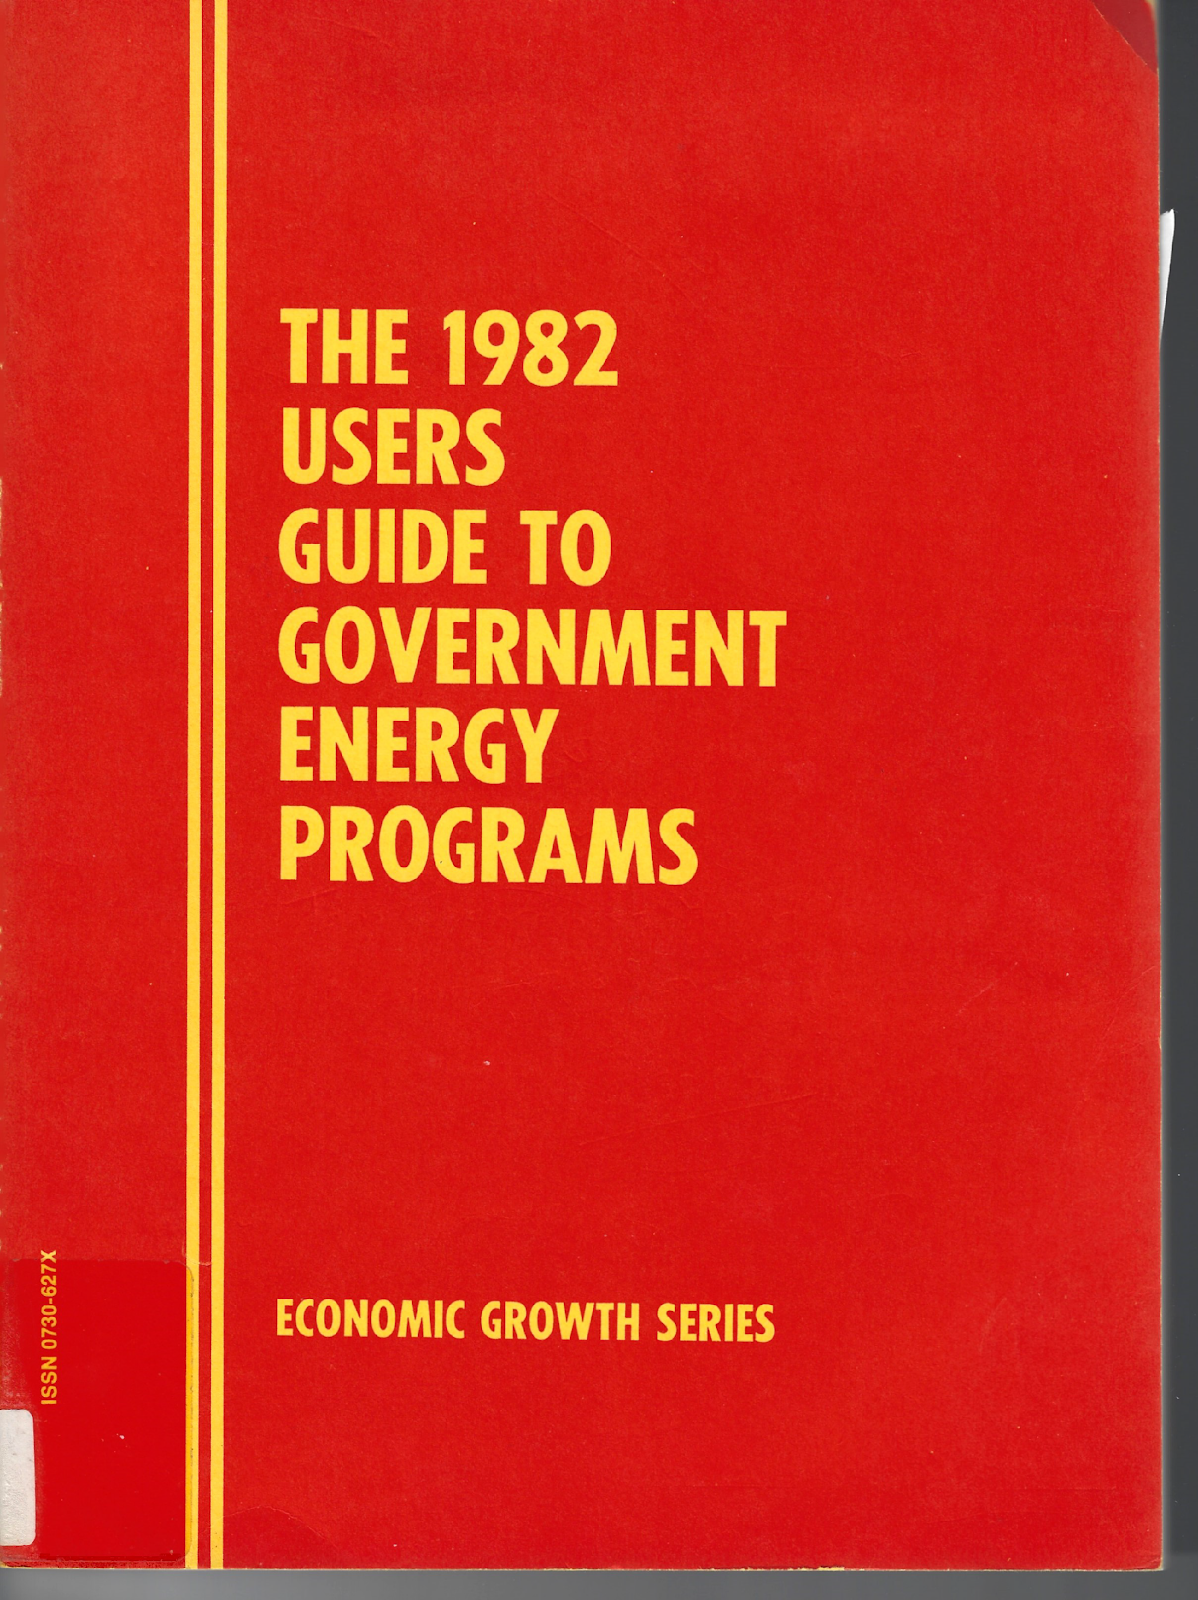 THE 1982
USERS
GUIDE TO
GOVERNMENT
ENERGY
PROGRAMS
ECONOMIC GROWTH SERIES
ISSN 0730-627X